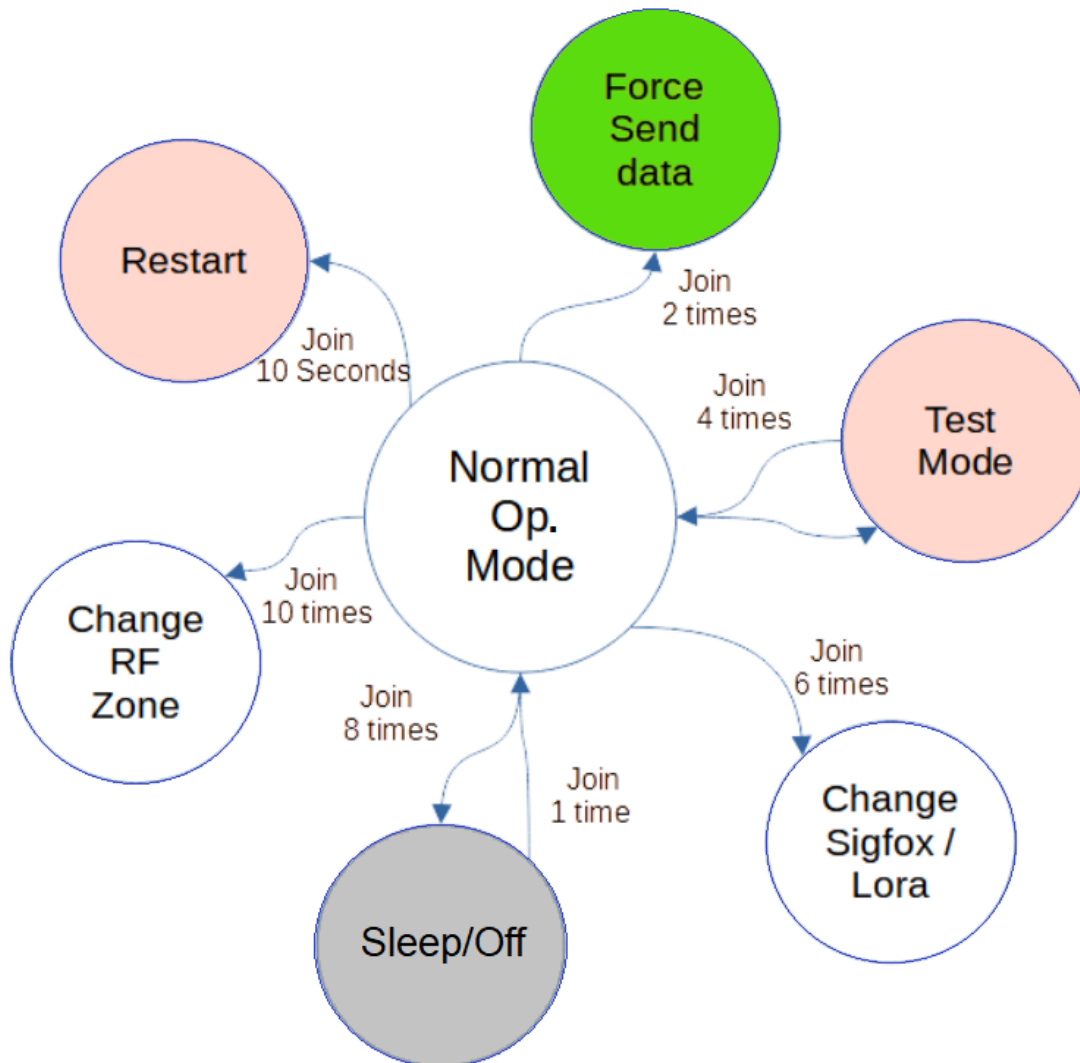 Force
Send
data
Restart
Join
2 times
Join
10 Seconds
Join
4 times
Test
Mode
Normal
Op.
Mode
Join
10 times
Change
RF
Zone
Join
6 times
Join
8 times
Join
1 time
Change
Sigfox /
Lora
Sleep/Off